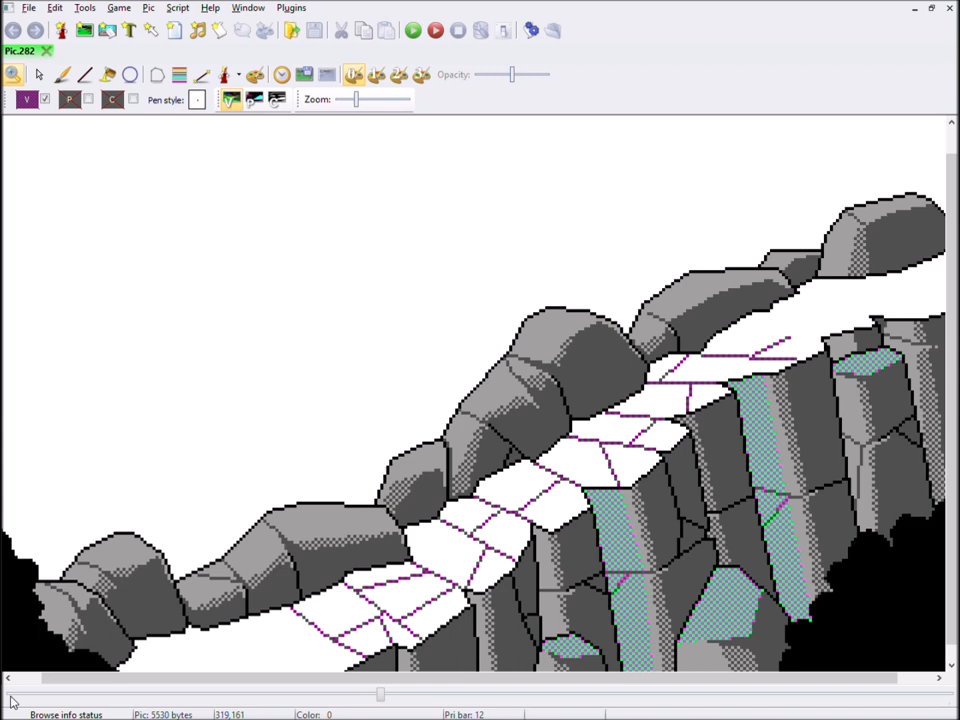 File Edit Tools Game Pic Script Help Window Plugins
Pic.282
Opacity:
V P C Pen style: V P C Zoom:
Browse info status Pic: 5530 bytes 319,161 Color: 0 Pri bar: 12